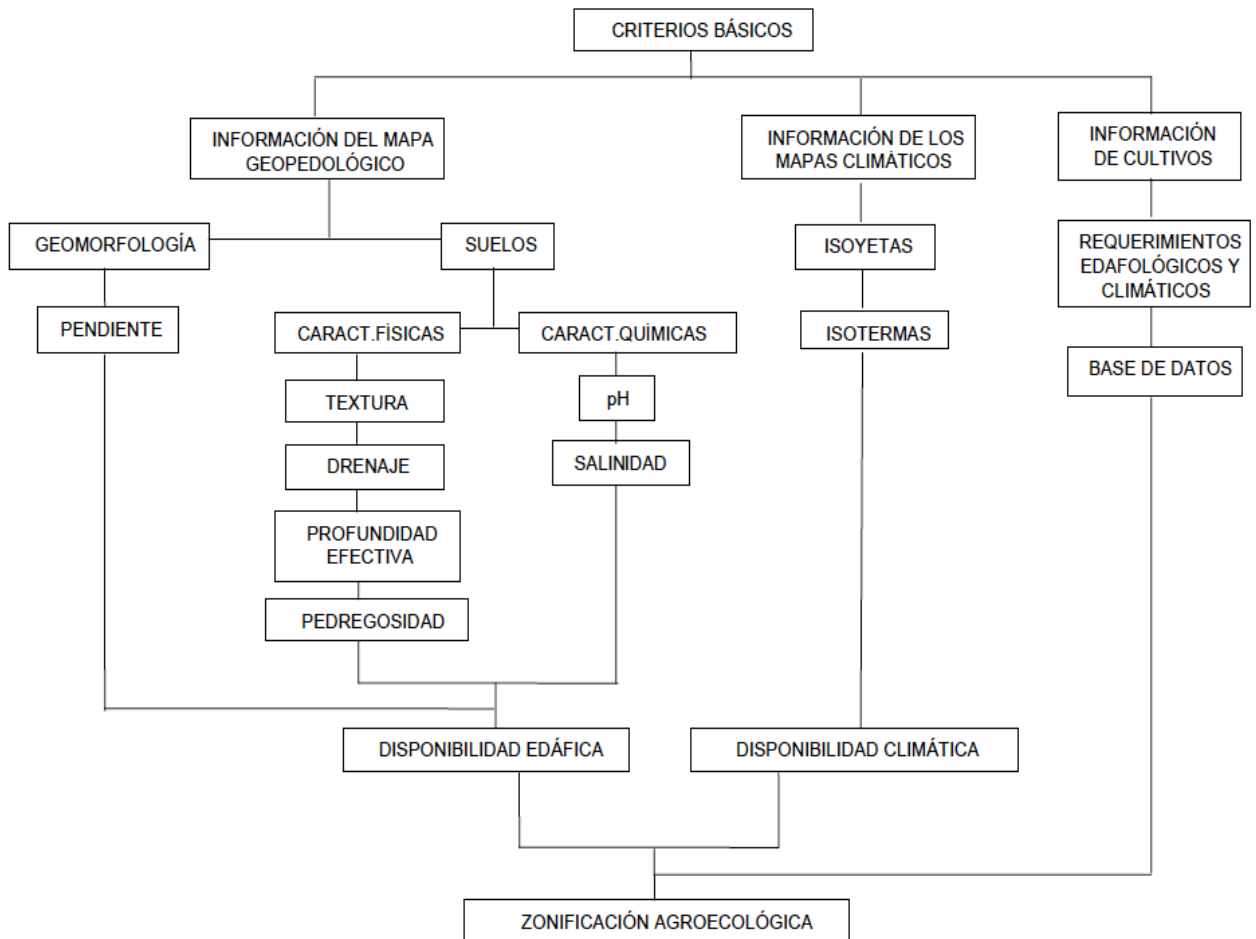 CRITERIOS BÁSICOS
INFORMACIÓN DEL MAPA
GEOPEDOLÓGICO
INFORMACIÓN DE LOS
MAPAS CLIMÁTICOS
INFORMACIÓN
DE CULTIVOS
GEOMORFOLOGÍA
SUELOS
ISOYETAS
REQUERIMIENTOS
EDAFOLÓGICOS Y
CLIMÁTICOS
PENDIENTE
CARACT.FÍSICAS
CARACT.QUÍMICAS
ISOTERMAS
BASE DE DATOS
TEXTURA
pH
DRENAJE
SALINIDAD
PROFUNDIDAD
EFECTIVA
PEDREGOSIDAD
DISPONIBILIDAD EDÁFICA
DISPONIBILIDAD CLIMÁTICA
ZONIFICACIÓN AGROECOLÓGICA